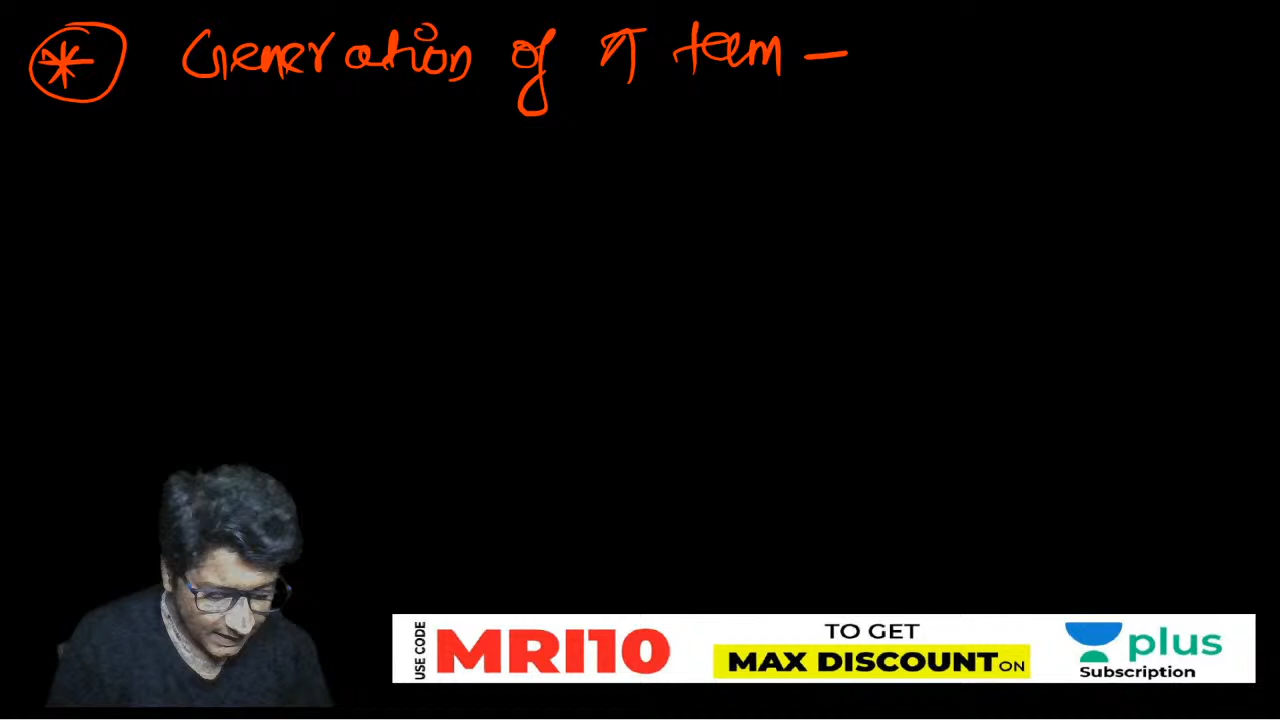 Generation of π term -
USE CODE MRI10 TO GET MAX DISCOUNT ON plus Subscription